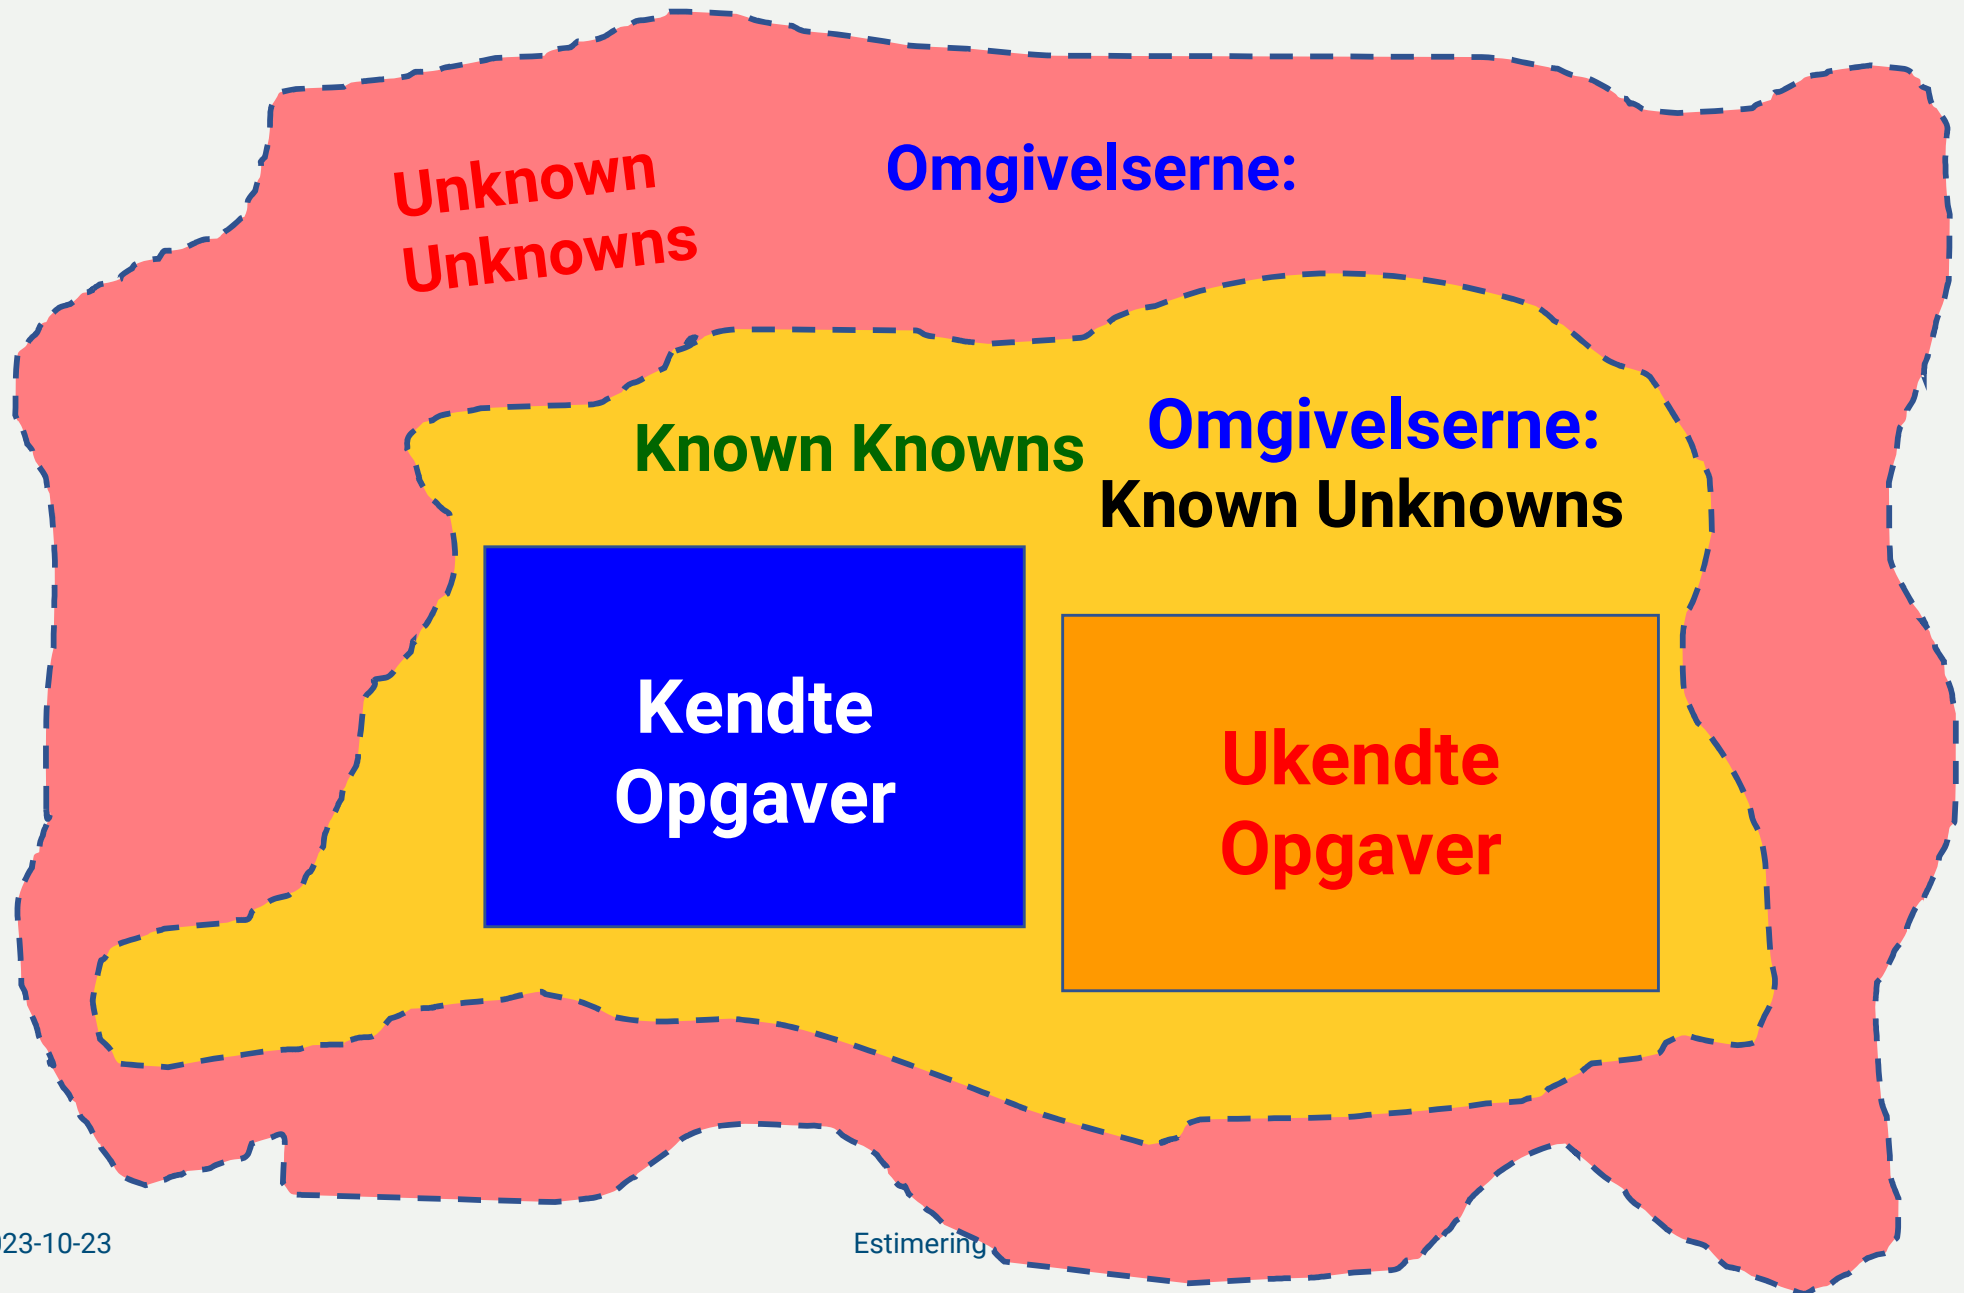 Unknown
Unknowns
Omgivelserne:
Known Knowns
Omgivelserne:
Known Unknowns
Kendte
Opgaver
Ukendte
Opgaver
23-10-23
Estimering